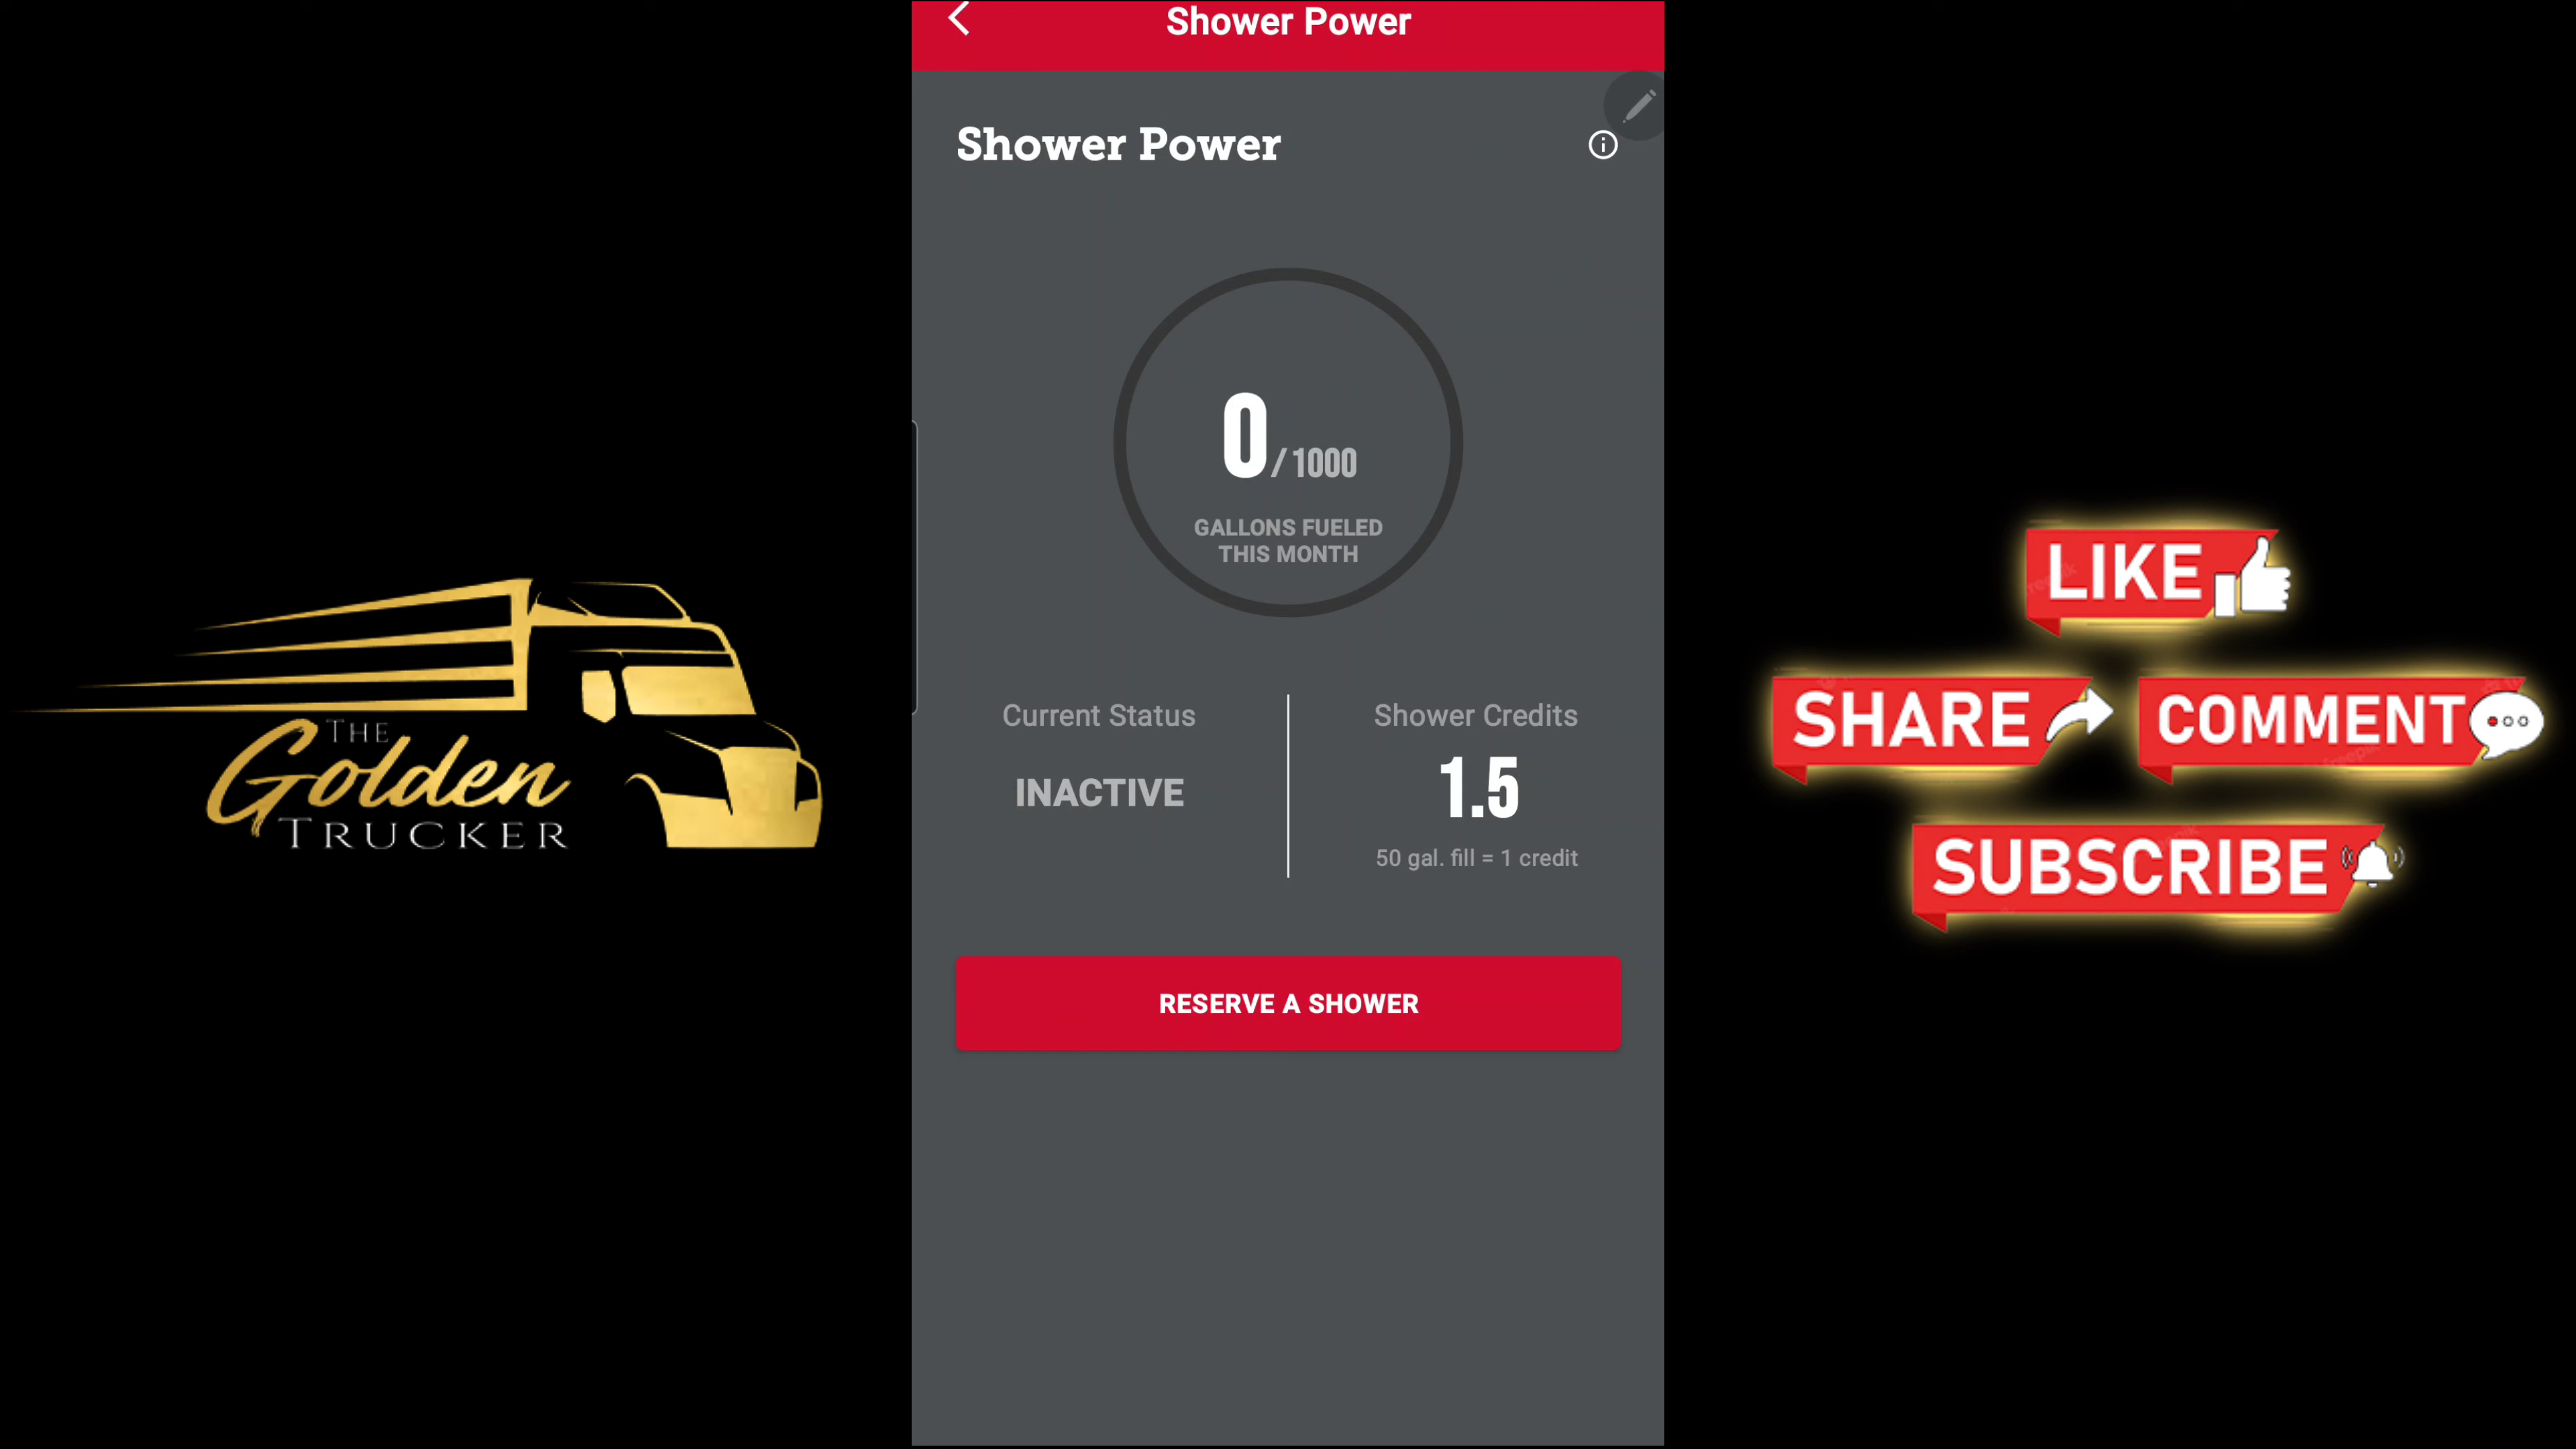 Shower Power
Shower Power
0/1000
GALLONS FUELED
THIS MONTH
Current Status
INACTIVE
Shower Credits
1.5
50 gal. fill = 1 credit
RESERVE A SHOWER
THE
Golden
TRUCKER
LIKE
SHARE
COMMENT
SUBSCRIBE